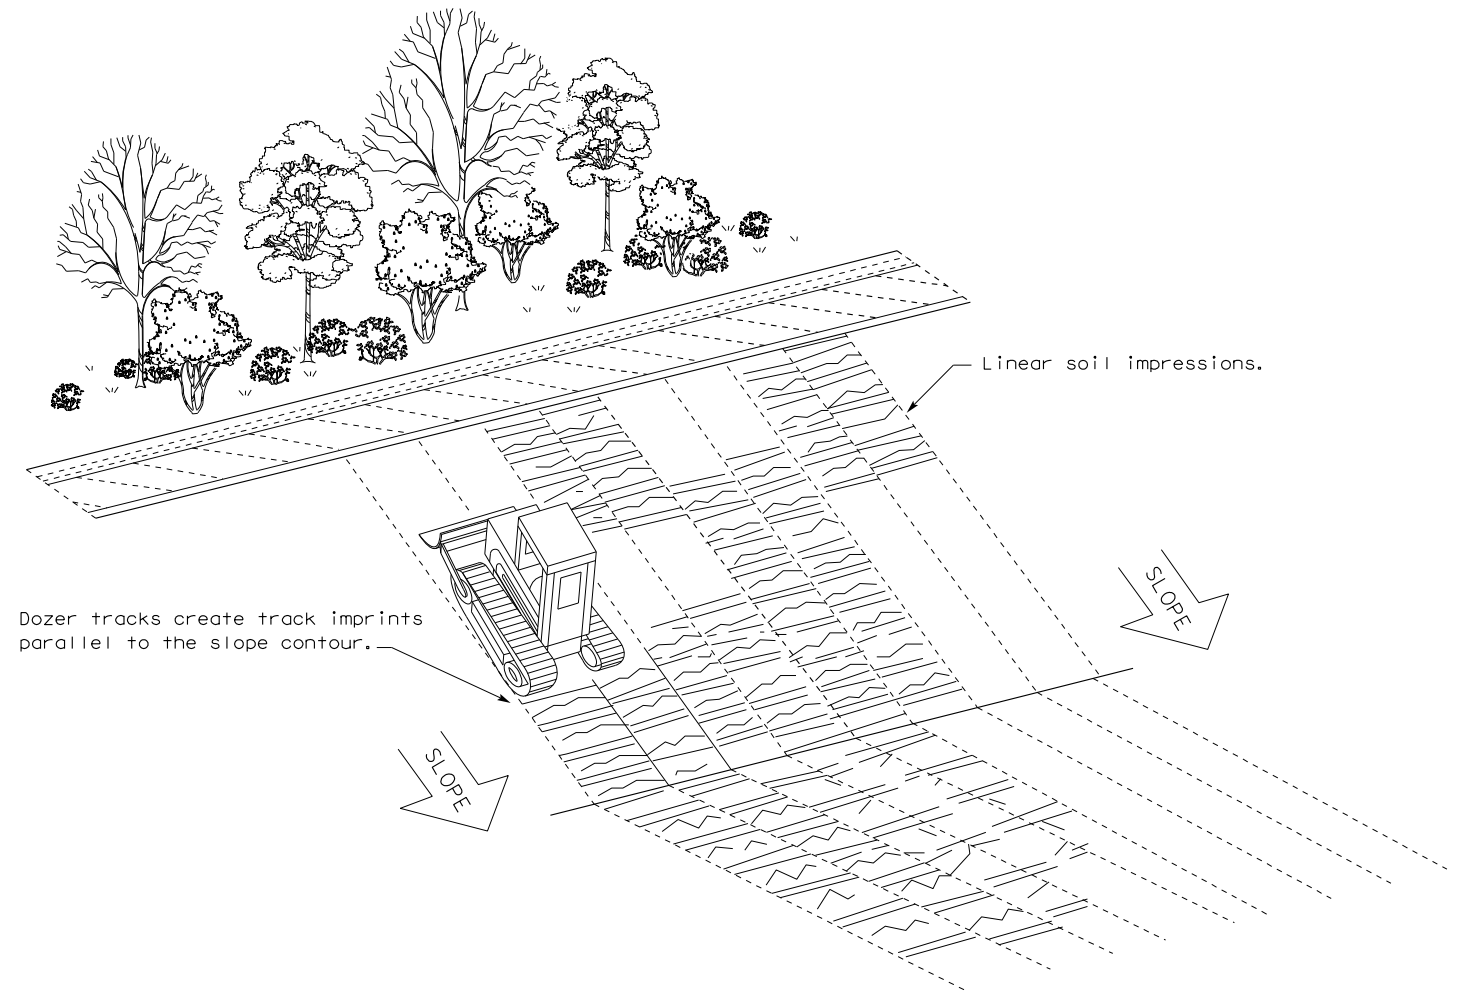 Linear soil impressions.
Dozer tracks create track imprints
parallel to the slope contour.
SLOPE
SLOPE